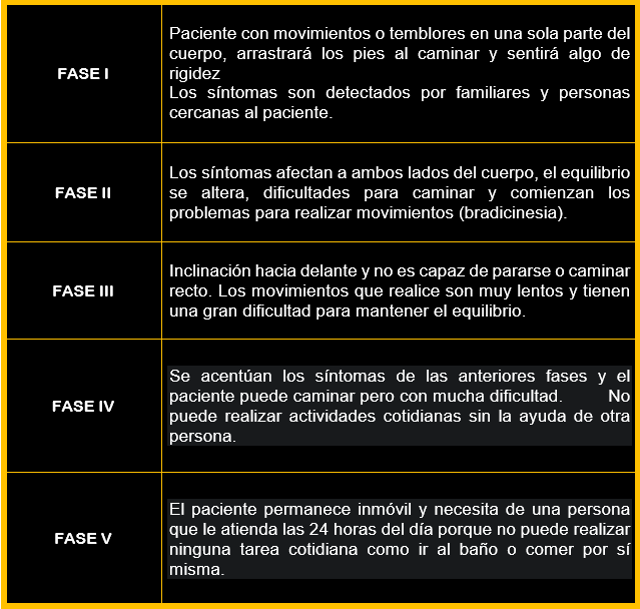 FASE I
Paciente con movimientos o temblores en una sola parte del
cuerpo, arrastrará los pies al caminar y sentirá algo de
rigidez
Los síntomas son detectados por familiares y personas
cercanas al paciente.
FASE II
Los síntomas afectan a ambos lados del cuerpo, el equilibrio
se altera, dificultades para caminar y comienzan los
problemas para realizar movimientos (bradicinesia).
FASE III
Inclinación hacia delante y no es capaz de pararse o caminar
recto. Los movimientos que realice son muy lentos y tienen
una gran dificultad para mantener el equilibrio.
FASE IV
Se acentúan los síntomas de las anteriores fases y el
paciente puede caminar pero con mucha dificultad. No
puede realizar actividades cotidianas sin la ayuda de otra
persona.
FASE V
El paciente permanece inmóvil y necesita de una persona
que le atienda las 24 horas del día porque no puede realizar
ninguna tarea cotidiana como ir al baño o comer por sí
misma.